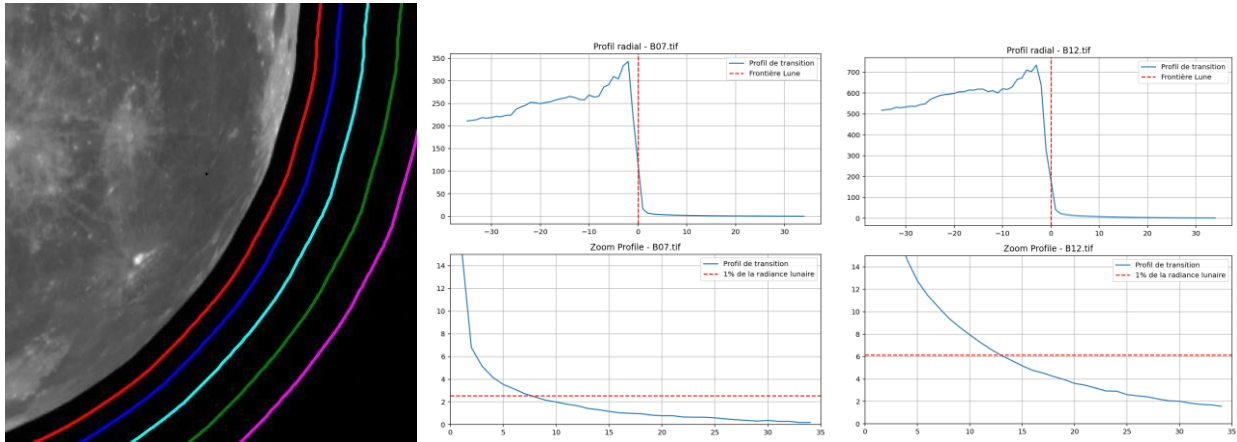 Profil radial - B07.tif
Profil de transition
Frontière Lune
350
300
250
200
150
100
50
0
−30 −20 −10 0 10 20 30
Zoom Profile - B07.tif
Profil de transition
1% de la radiance lunaire
14
12
10
8
6
4
2
0
0 5 10 15 20 25 30 35
Profil radial - B12.tif
Profil de transition
Frontière Lune
700
600
500
400
300
200
100
0
−30 −20 −10 0 10 20 30
Zoom Profile - B12.tif
Profil de transition
1% de la radiance lunaire
14
12
10
8
6
4
2
0
0 5 10 15 20 25 30 35